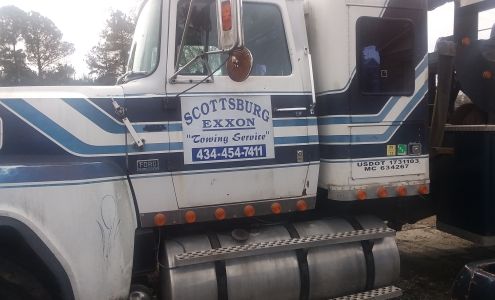 SCOTTSBURG
EXXON
"Towing Service"
434-454-7411
FORD
USDOT 1731103
MC 634267